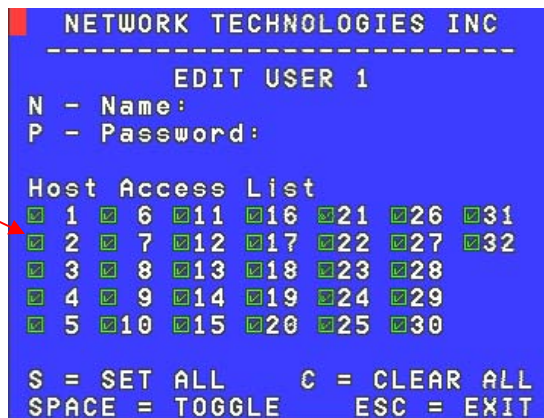 NETWORK TECHNOLOGIES INC
-----------------------------
EDIT USER 1
N - Name:
P - Password:
Host Access List
1 6 11 16 21 26 31
2 7 12 17 22 27 32
3 8 13 18 23 28
4 9 14 19 24 29
5 10 15 20 25 30
S = SET ALL C = CLEAR ALL
SPACE = TOGGLE ESC = EXIT